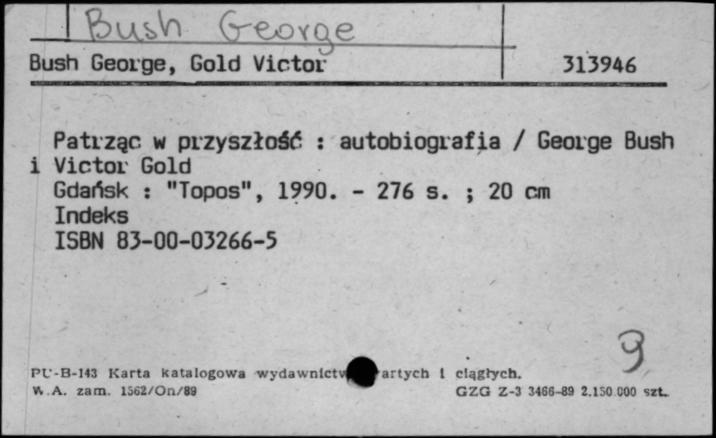 Bush George
Bush George, Gold Victor 313946
Patrząc w przyszłość : autobiografia / George Bush
i Victor Gold
Gdańsk : "Topos", 1990. - 276 s. ; 20 cm
Indeks
ISBN 83-00-03266-5
9
PU-B-143 Karta katalogowa wydawnictw artych i ciągłych.
W.A. zam. 1562/On/89 GZG Z-3 3466-89 2.150.000 szt.